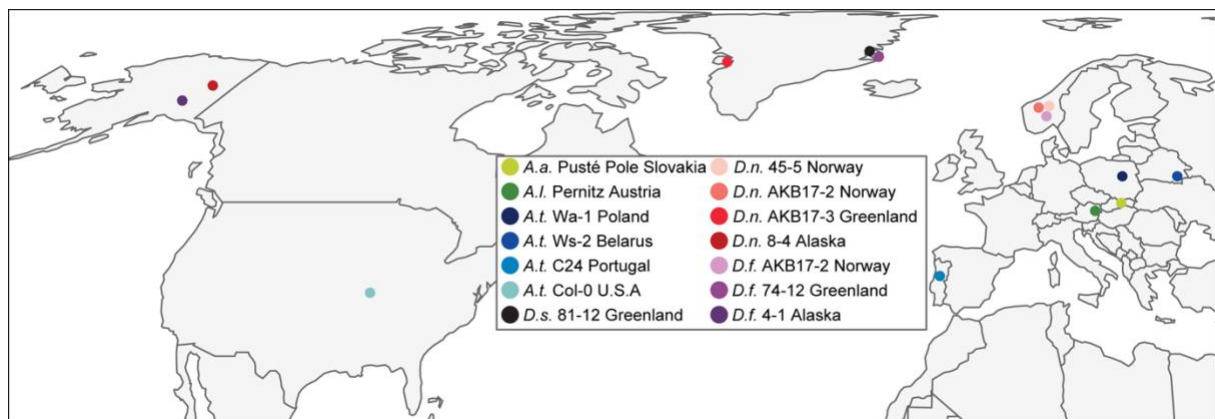 A.a. Pusté Pole Slovakia
A.l. Pernitz Austria
A.t. Wa-1 Poland
A.t. Ws-2 Belarus
A.t. C24 Portugal
A.t. Col-0 U.S.A
D.s. 81-12 Greenland
D.n. 45-5 Norway
D.n. AKB17-2 Norway
D.n. AKB17-3 Greenland
D.n. 8-4 Alaska
D.f. AKB17-2 Norway
D.f. 74-12 Greenland
D.f. 4-1 Alaska